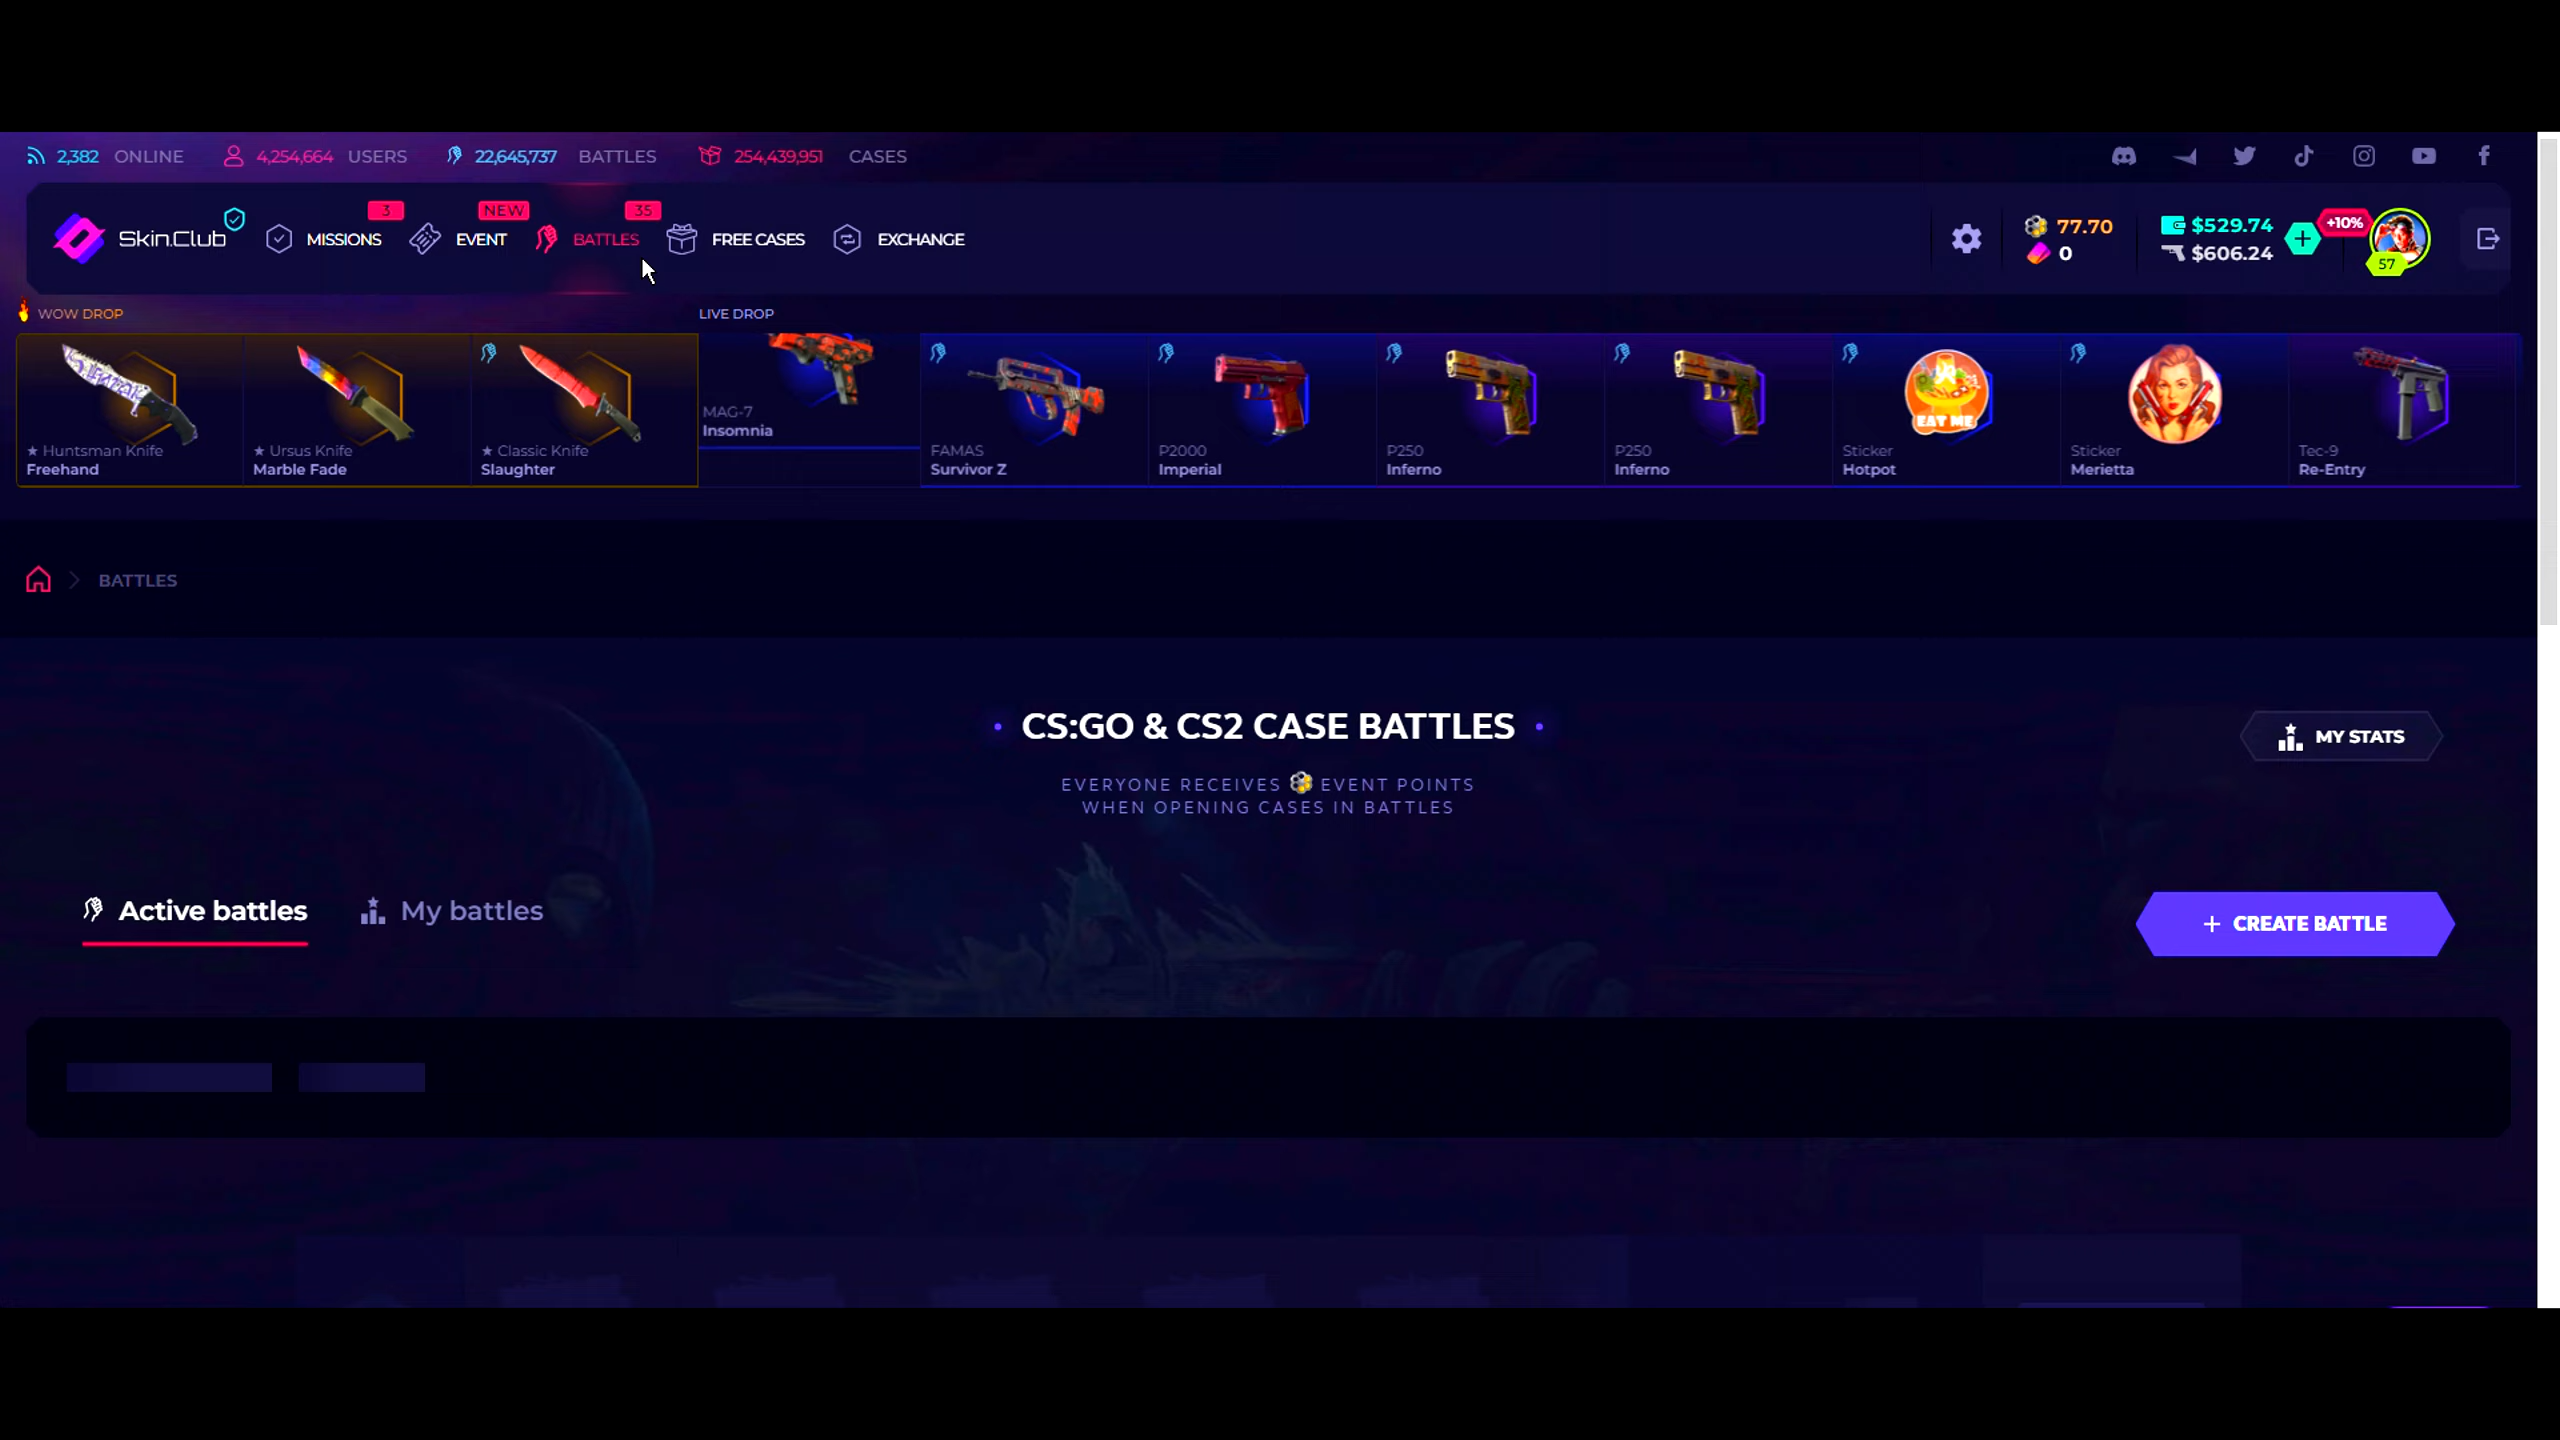 2,382 ONLINE 4,254,664 USERS 22,645,737 BATTLES 254,439,951 CASES
Skin.Club MISSIONS 3 EVENT NEW BATTLES 35 FREE CASES EXCHANGE
77.70
0
$529.74
$606.24
+10%
57
WOW DROP
LIVE DROP
★ Huntsman Knife
Freehand
★ Ursus Knife
Marble Fade
★ Classic Knife
Slaughter
MAG-7
Insomnia
FAMAS
Survivor Z
P2000
Imperial
P250
Inferno
P250
Inferno
EAT ME
Sticker
Hotpot
Sticker
Merietta
Tec-9
Re-Entry
BATTLES
CS:GO & CS2 CASE BATTLES
EVERYONE RECEIVES EVENT POINTS
WHEN OPENING CASES IN BATTLES
MY STATS
Active battles
My battles
+ CREATE BATTLE